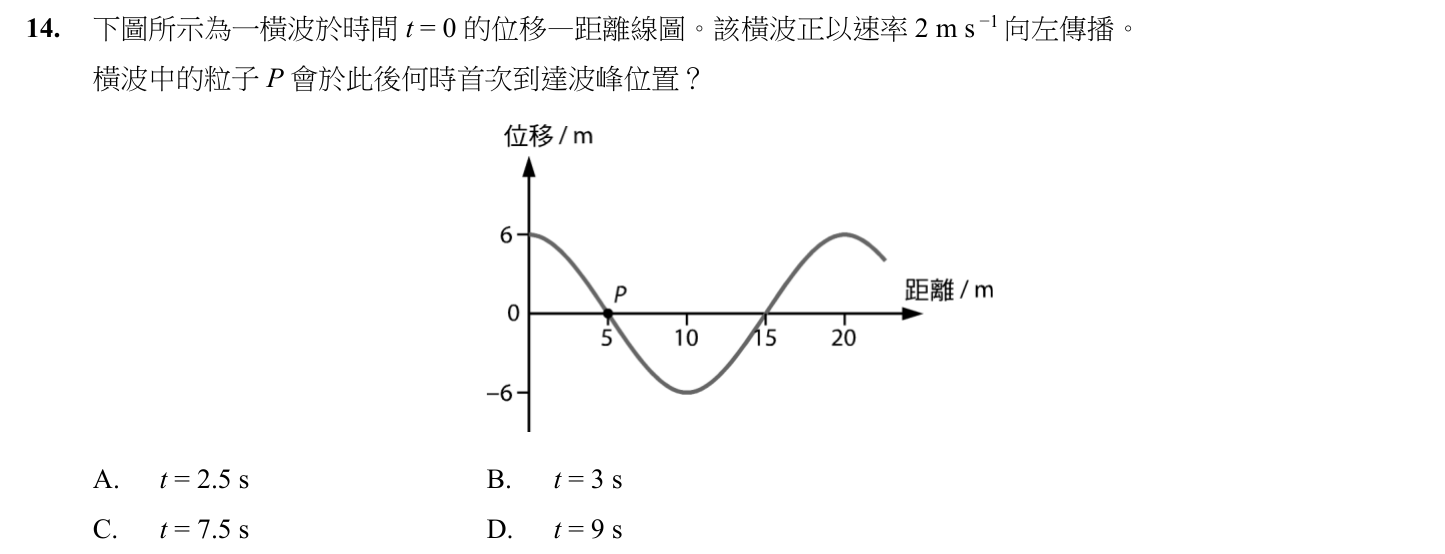 14. 下圖所示為一橫波於時間 t = 0 的位移—距離線圖。該橫波正以速率 2 m s⁻¹ 向左傳播。
橫波中的粒子 P 會於此後何時首次到達波峰位置？
位移 / m
6
P
距離 / m
0
5 10 15 20
–6
A. t = 2.5 s B. t = 3 s
C. t = 7.5 s D. t = 9 s